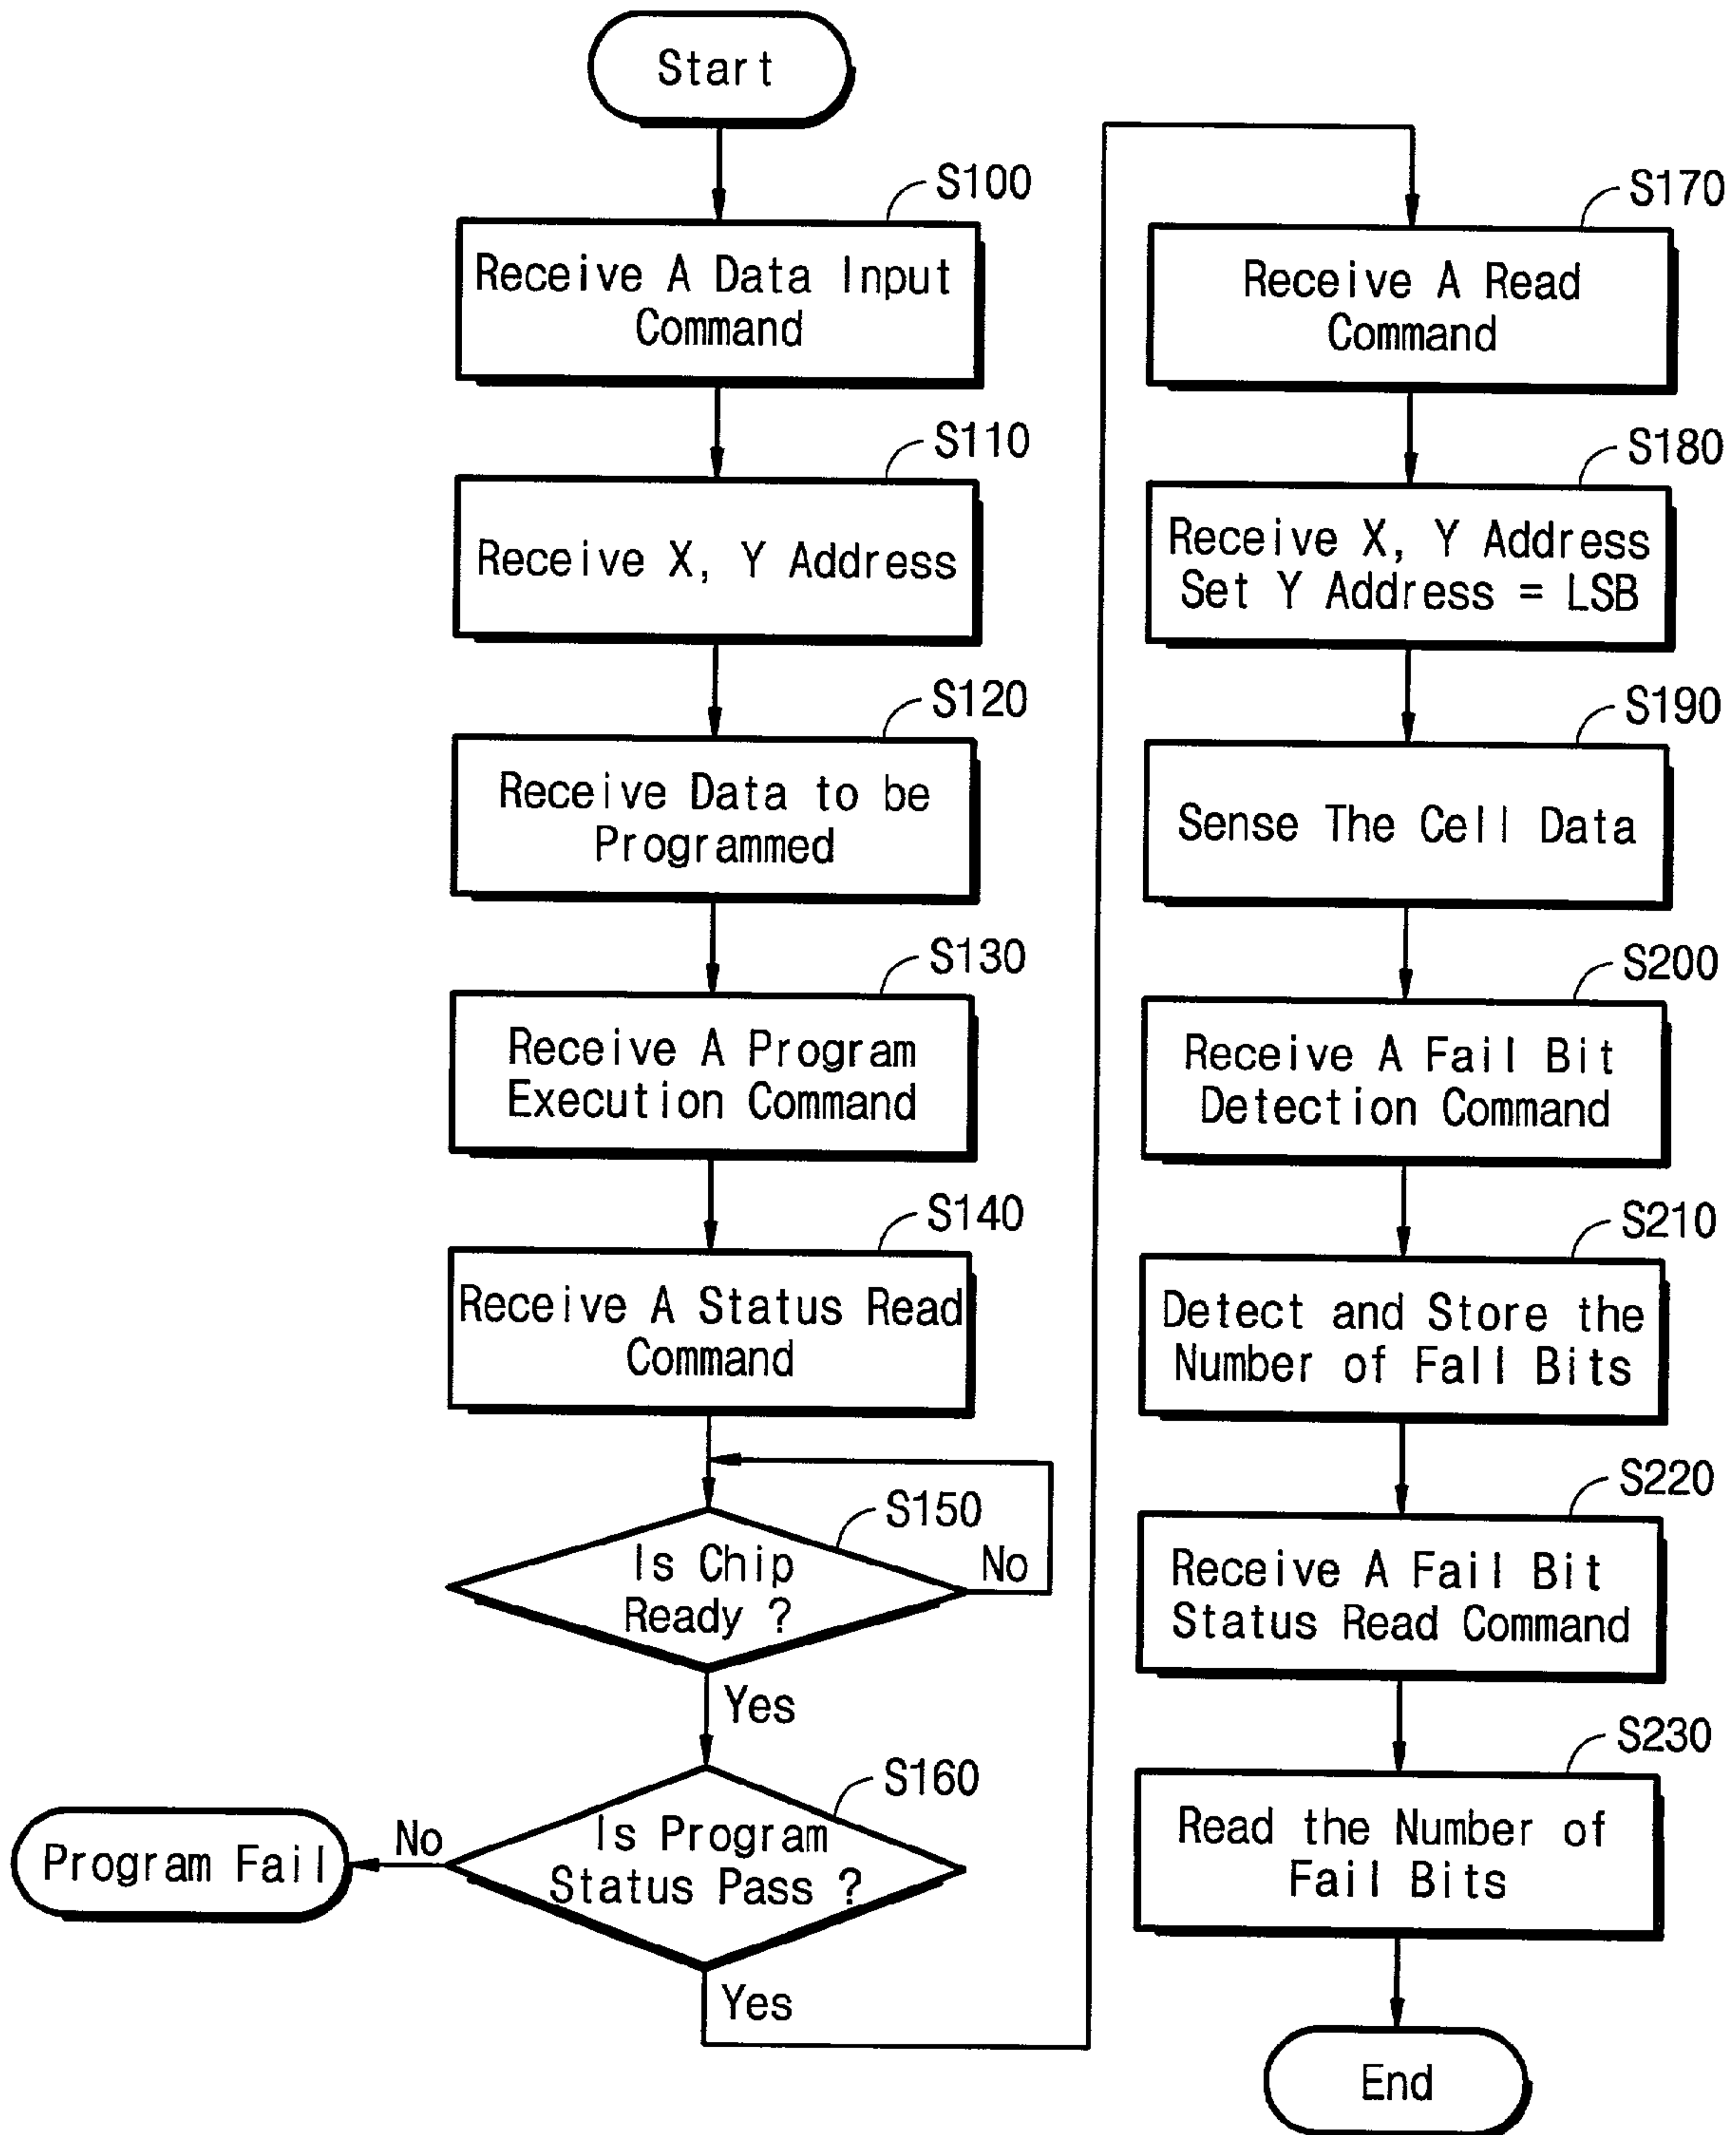 Start
S100
Receive A Data Input
Command
S110
Receive X, Y Address
S120
Receive Data to be
Programmed
S130
Receive A Program
Execution Command
S140
Receive A Status Read
Command
S150
Is Chip
Ready ?
No
Yes
S160
Is Program
Status Pass ?
No
Program Fail
Yes
S170
Receive A Read
Command
S180
Receive X, Y Address
Set Y Address = LSB
S190
Sense The Cell Data
S200
Receive A Fail Bit
Detection Command
S210
Detect and Store the
Number of Fall Bits
S220
Receive A Fail Bit
Status Read Command
S230
Read the Number of
Fail Bits
End